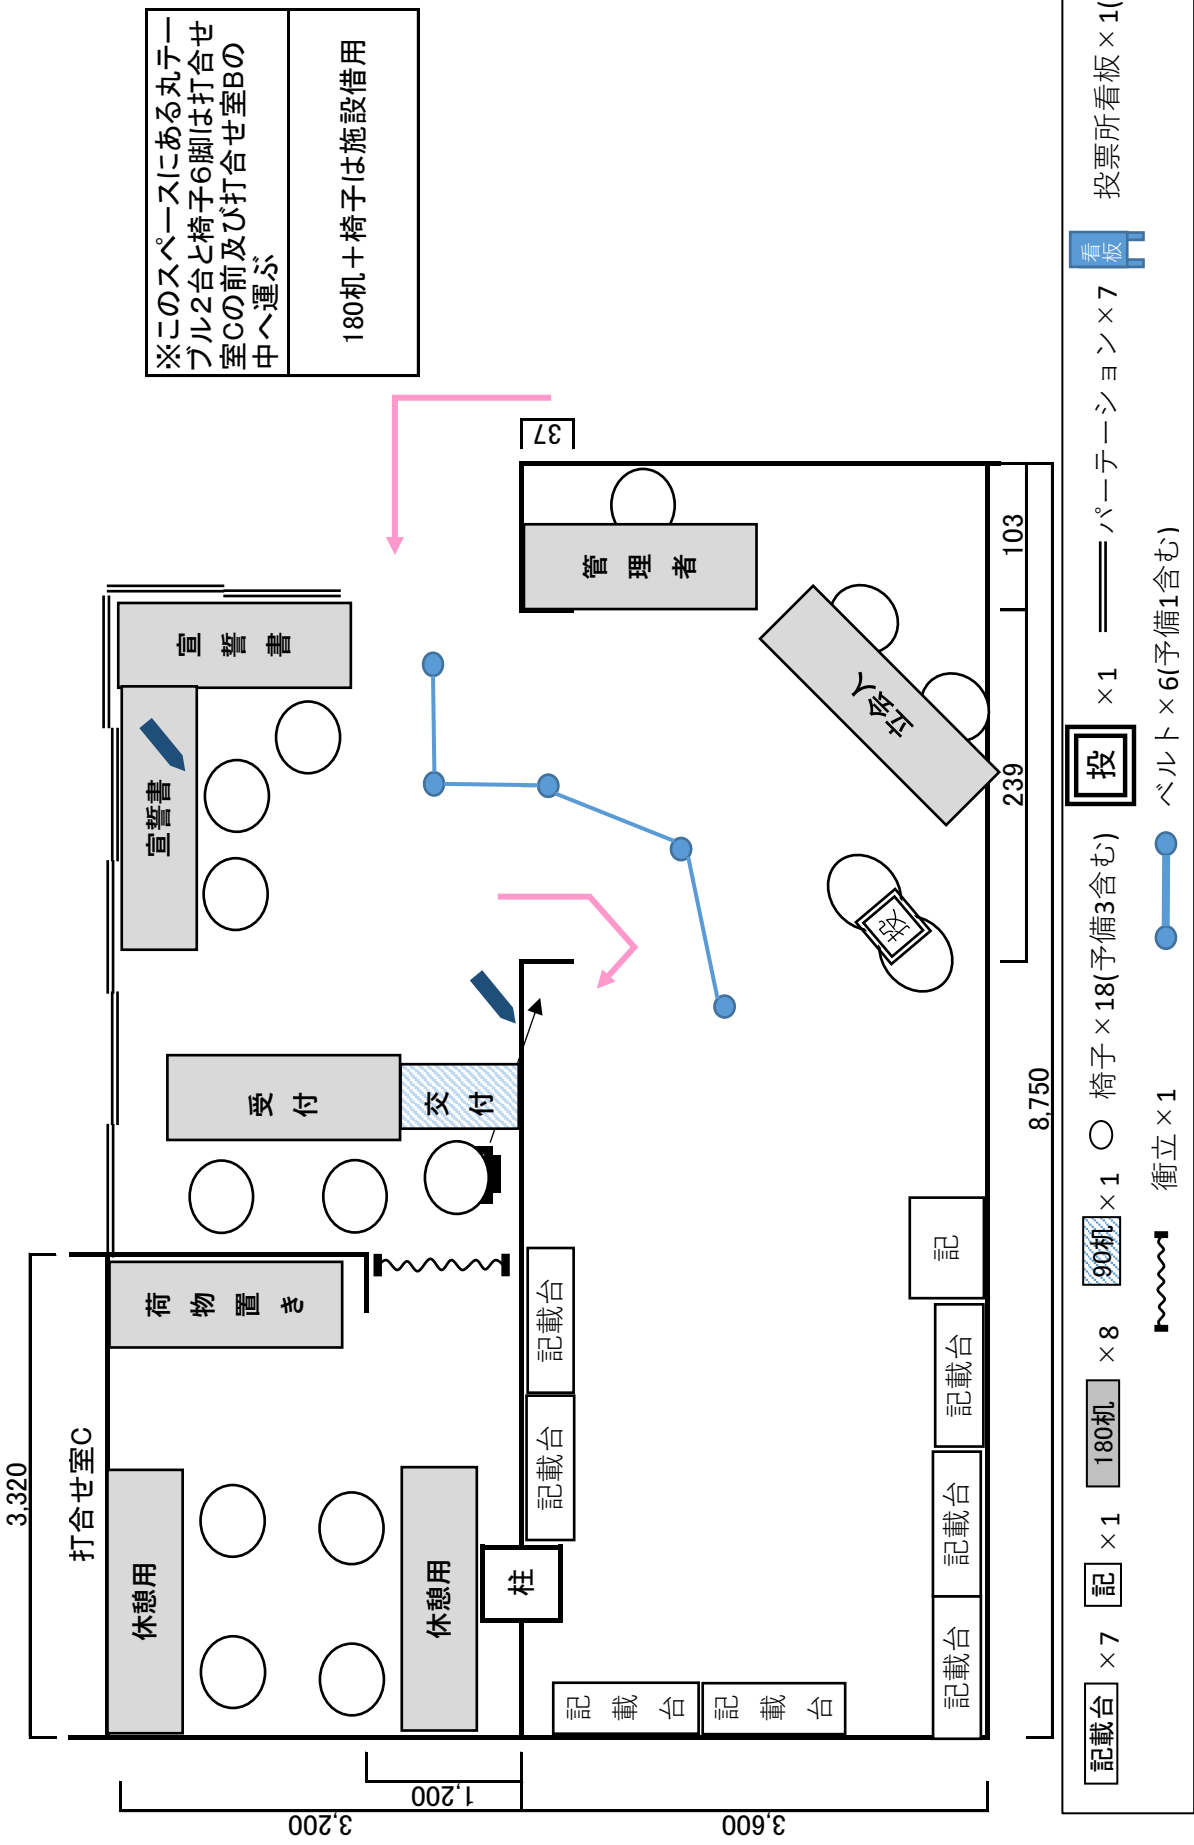 3,320
打合せ室C
休憩用
休憩用
荷物置き
柱
受付
交付
宣誓書
宣誓書
※このスペースにある丸テー
ブル２台と椅子６脚は打合せ
室Cの前及び打合せ室Bの
中へ運ぶ
180机＋椅子は施設借用
37
管理者
立会人
投
記載台
記載台
記載台
記載台
記載台
記載台
記載台
記
3,200
1,200
3,600
103
239
8,750
記載台 ×7 記 ×1 180机 ×8 90机 ×1 椅子×18(予備3含む) 投 ×1 パーテーション×7 看板 投票所看板×1(
衝立×1 ベルト×6(予備1含む)